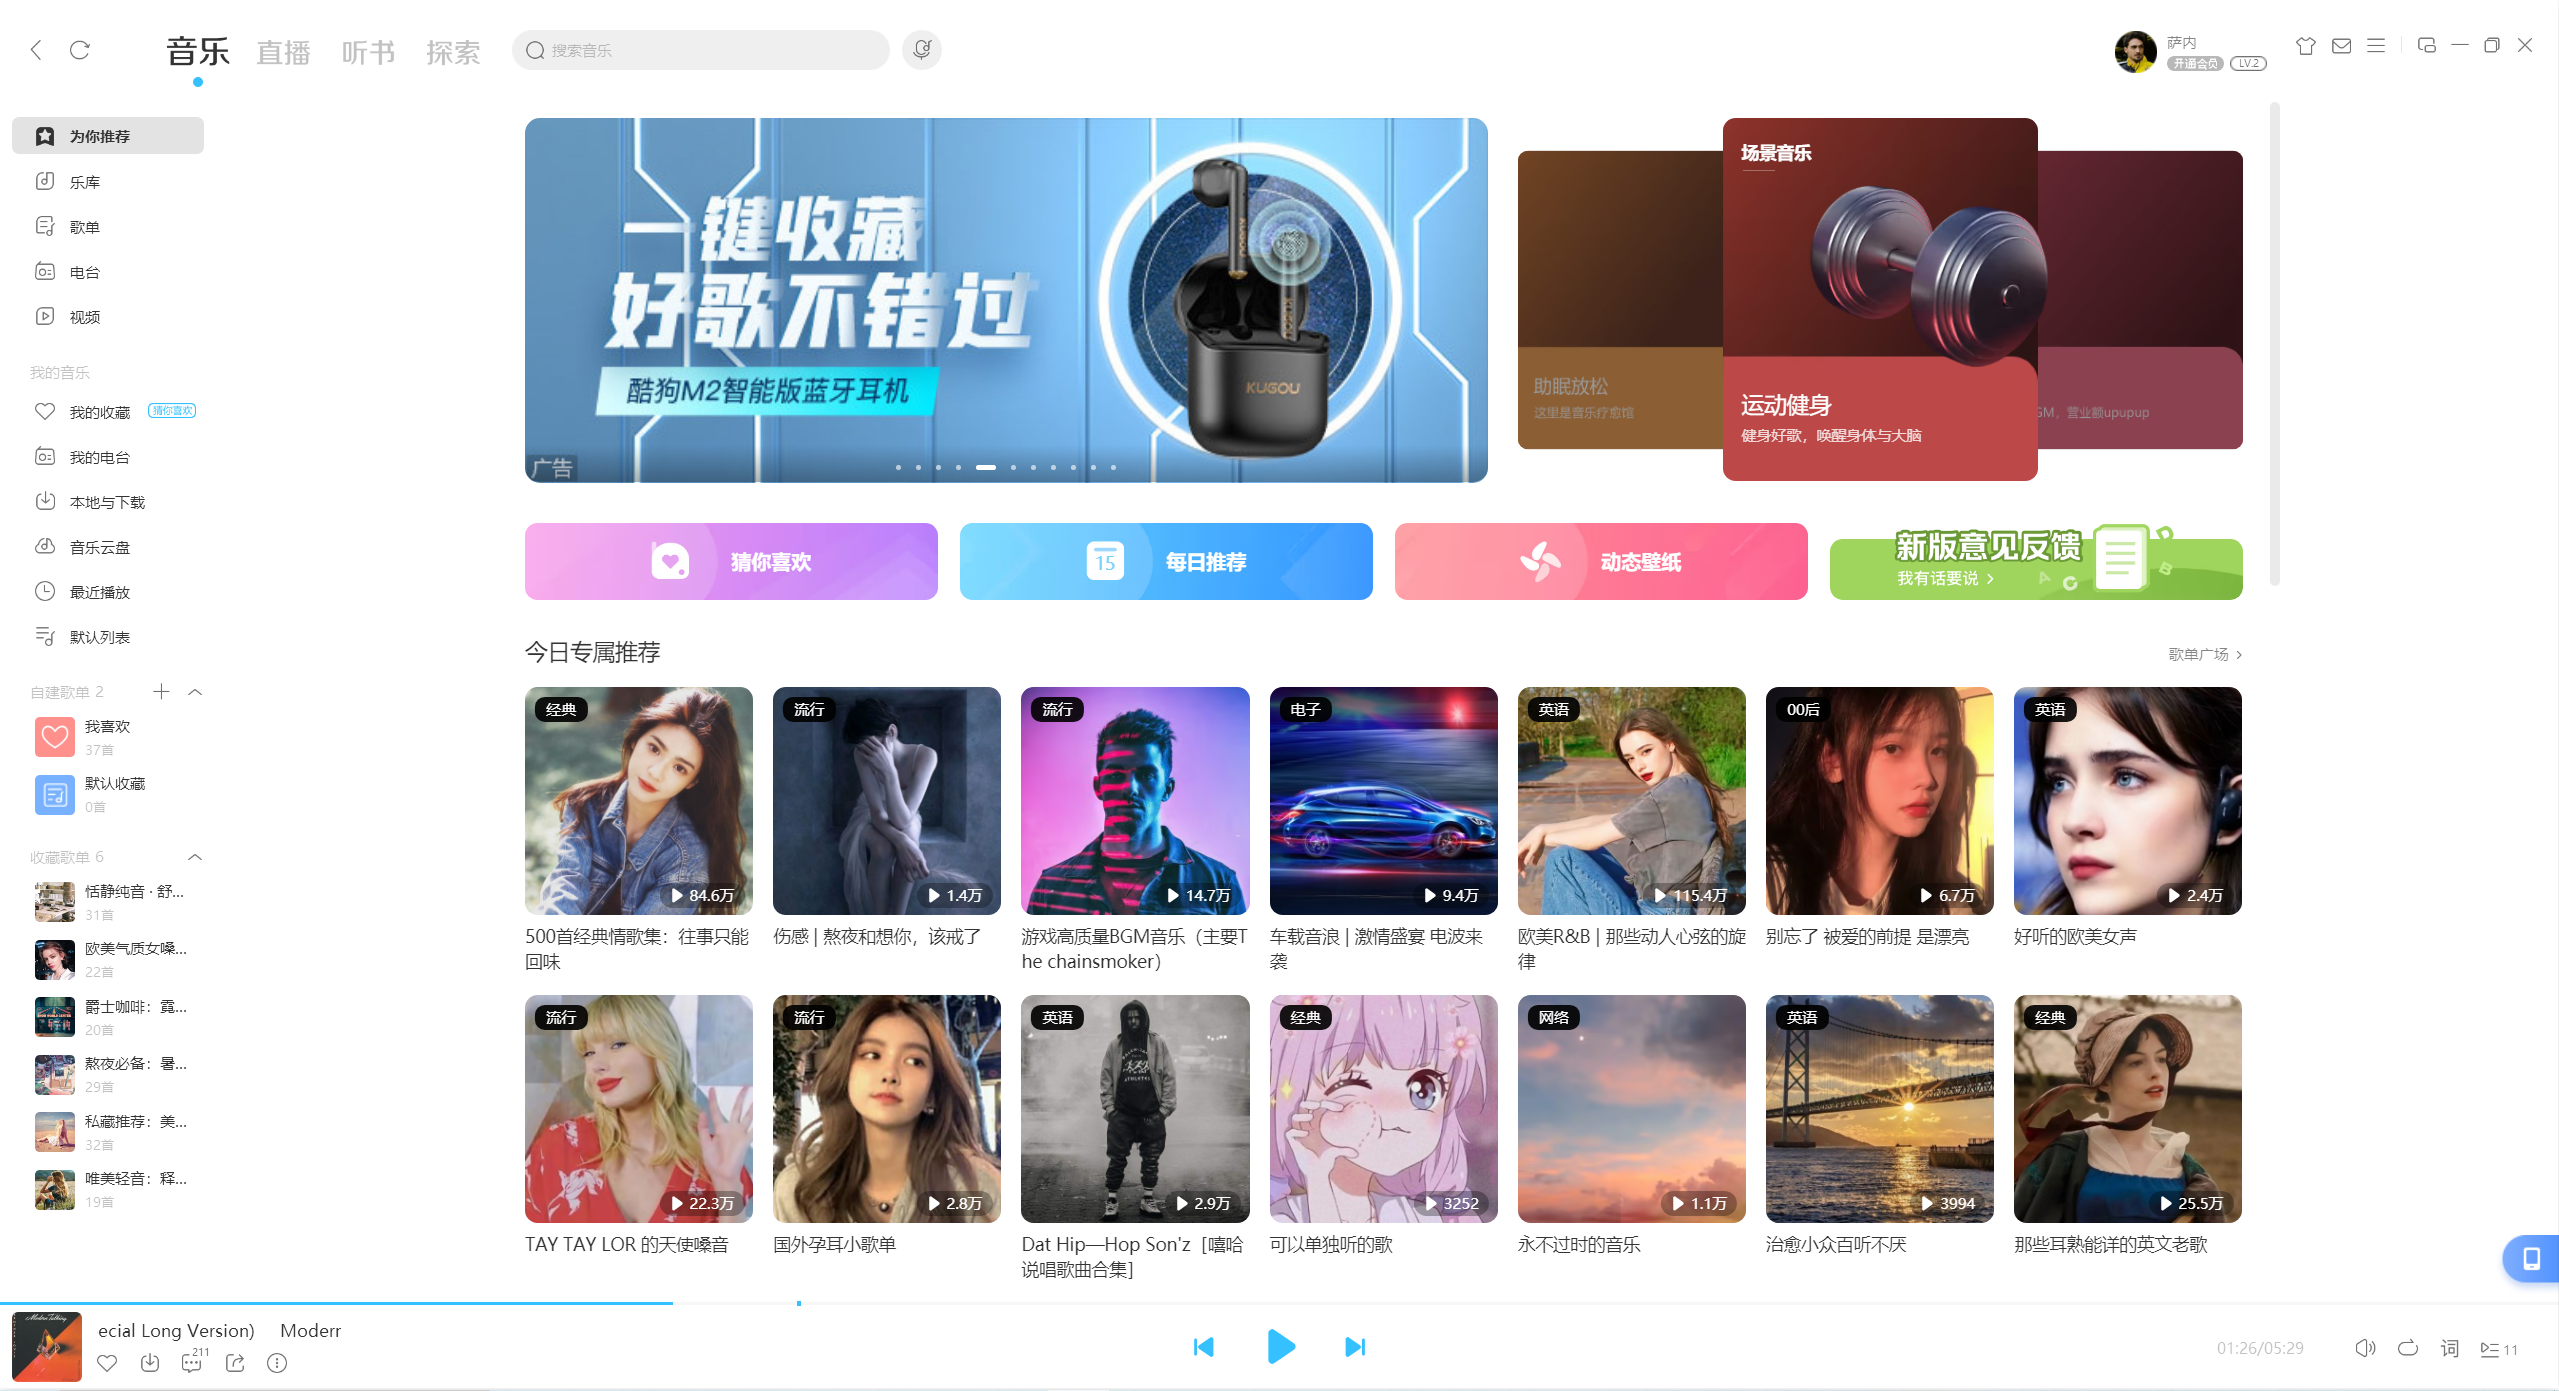 音乐
直播
听书
探索
搜索音乐
萨内
开通会员
LV.2
为你推荐
乐库
歌单
电台
视频
我的音乐
我的收藏
猜你喜欢
我的电台
本地与下载
音乐云盘
最近播放
默认列表
自建歌单 2
我喜欢
37首
默认收藏
0首
收藏歌单 6
恬静纯音 · 舒...
31首
欧美气质女嗓...
22首
爵士咖啡：霓...
20首
熬夜必备：暑...
29首
私藏推荐：美...
32首
唯美轻音：释...
19首
一键收藏
好歌不错过
酷狗M2智能版蓝牙耳机
KUGOU
广告
助眠放松
这里是音乐疗愈馆
场景音乐
运动健身
健身好歌，唤醒身体与大脑
GM，营业额upupup
猜你喜欢
15
每日推荐
动态壁纸
新版意见反馈
我有话要说 >
今日专属推荐
歌单广场 >
经典
84.6万
500首经典情歌集：往事只能
回味
流行
1.4万
伤感 | 熬夜和想你，该戒了
流行
14.7万
游戏高质量BGM音乐（主要T
he chainsmoker）
电子
9.4万
车载音浪 | 激情盛宴 电波来
袭
英语
115.4万
欧美R&B | 那些动人心弦的旋
律
00后
6.7万
别忘了 被爱的前提 是漂亮
英语
2.4万
好听的欧美女声
流行
22.3万
TAY TAY LOR 的天使嗓音
流行
2.8万
国外孕耳小歌单
英语
2.9万
Dat Hip—Hop Son'z［嘻哈
说唱歌曲合集］
经典
3252
可以单独听的歌
网络
1.1万
永不过时的音乐
英语
3994
治愈小众百听不厌
经典
25.5万
那些耳熟能详的英文老歌
Modern Talking
ecial Long Version)
Moderr
211
01:26/05:29
词
11